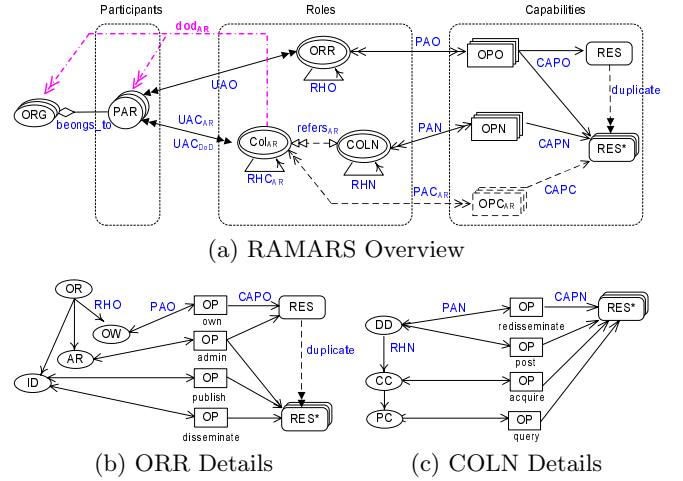 Participants
Roles
Capabilities
dod_AR
ORR
PAO
OPO
RES
CAPO
UAO
RHO
duplicate
ORG
PAR
beongs_to
UAC_AR
UAC_DoD
refers_AR
PAN
OPN
Col_AR
COLN
CAPN
RES*
RHC_AR
RHN
PAC_AR
CAPC
OPC_AR
(a) RAMARS Overview
OR
RHO
PAO
OP
CAPO
RES
OW
own
AR
OP
admin
duplicate
ID
OP
publish
OP
RES*
disseminate
(b) ORR Details
PAN
OP
CAPN
RES*
DD
redisseminate
OP
RHN
post
CC
OP
acquire
PC
OP
query
(c) COLN Details